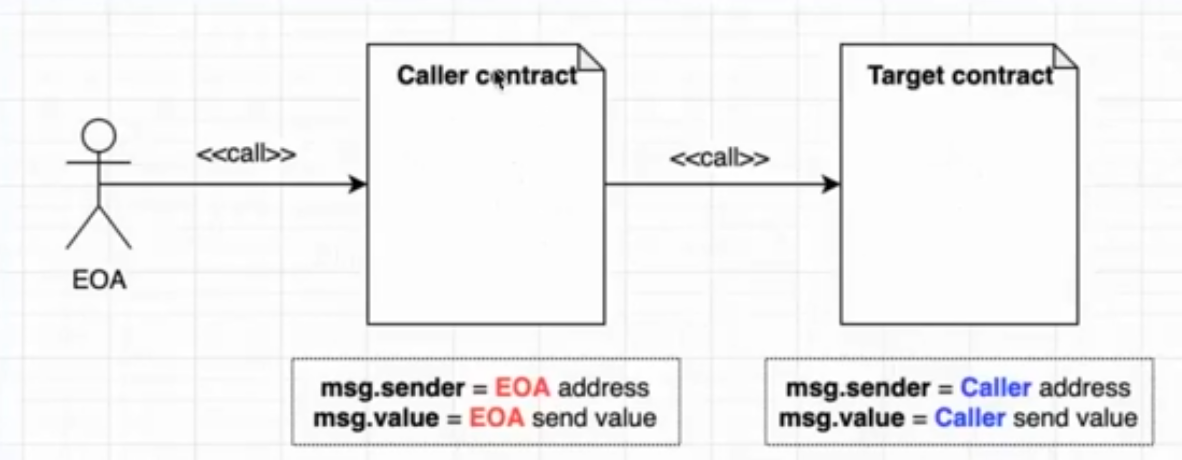 Caller contract
Target contract
<<call>>
<<call>>
EOA
msg.sender = EOA address
msg.value = EOA send value
msg.sender = Caller address
msg.value = Caller send value